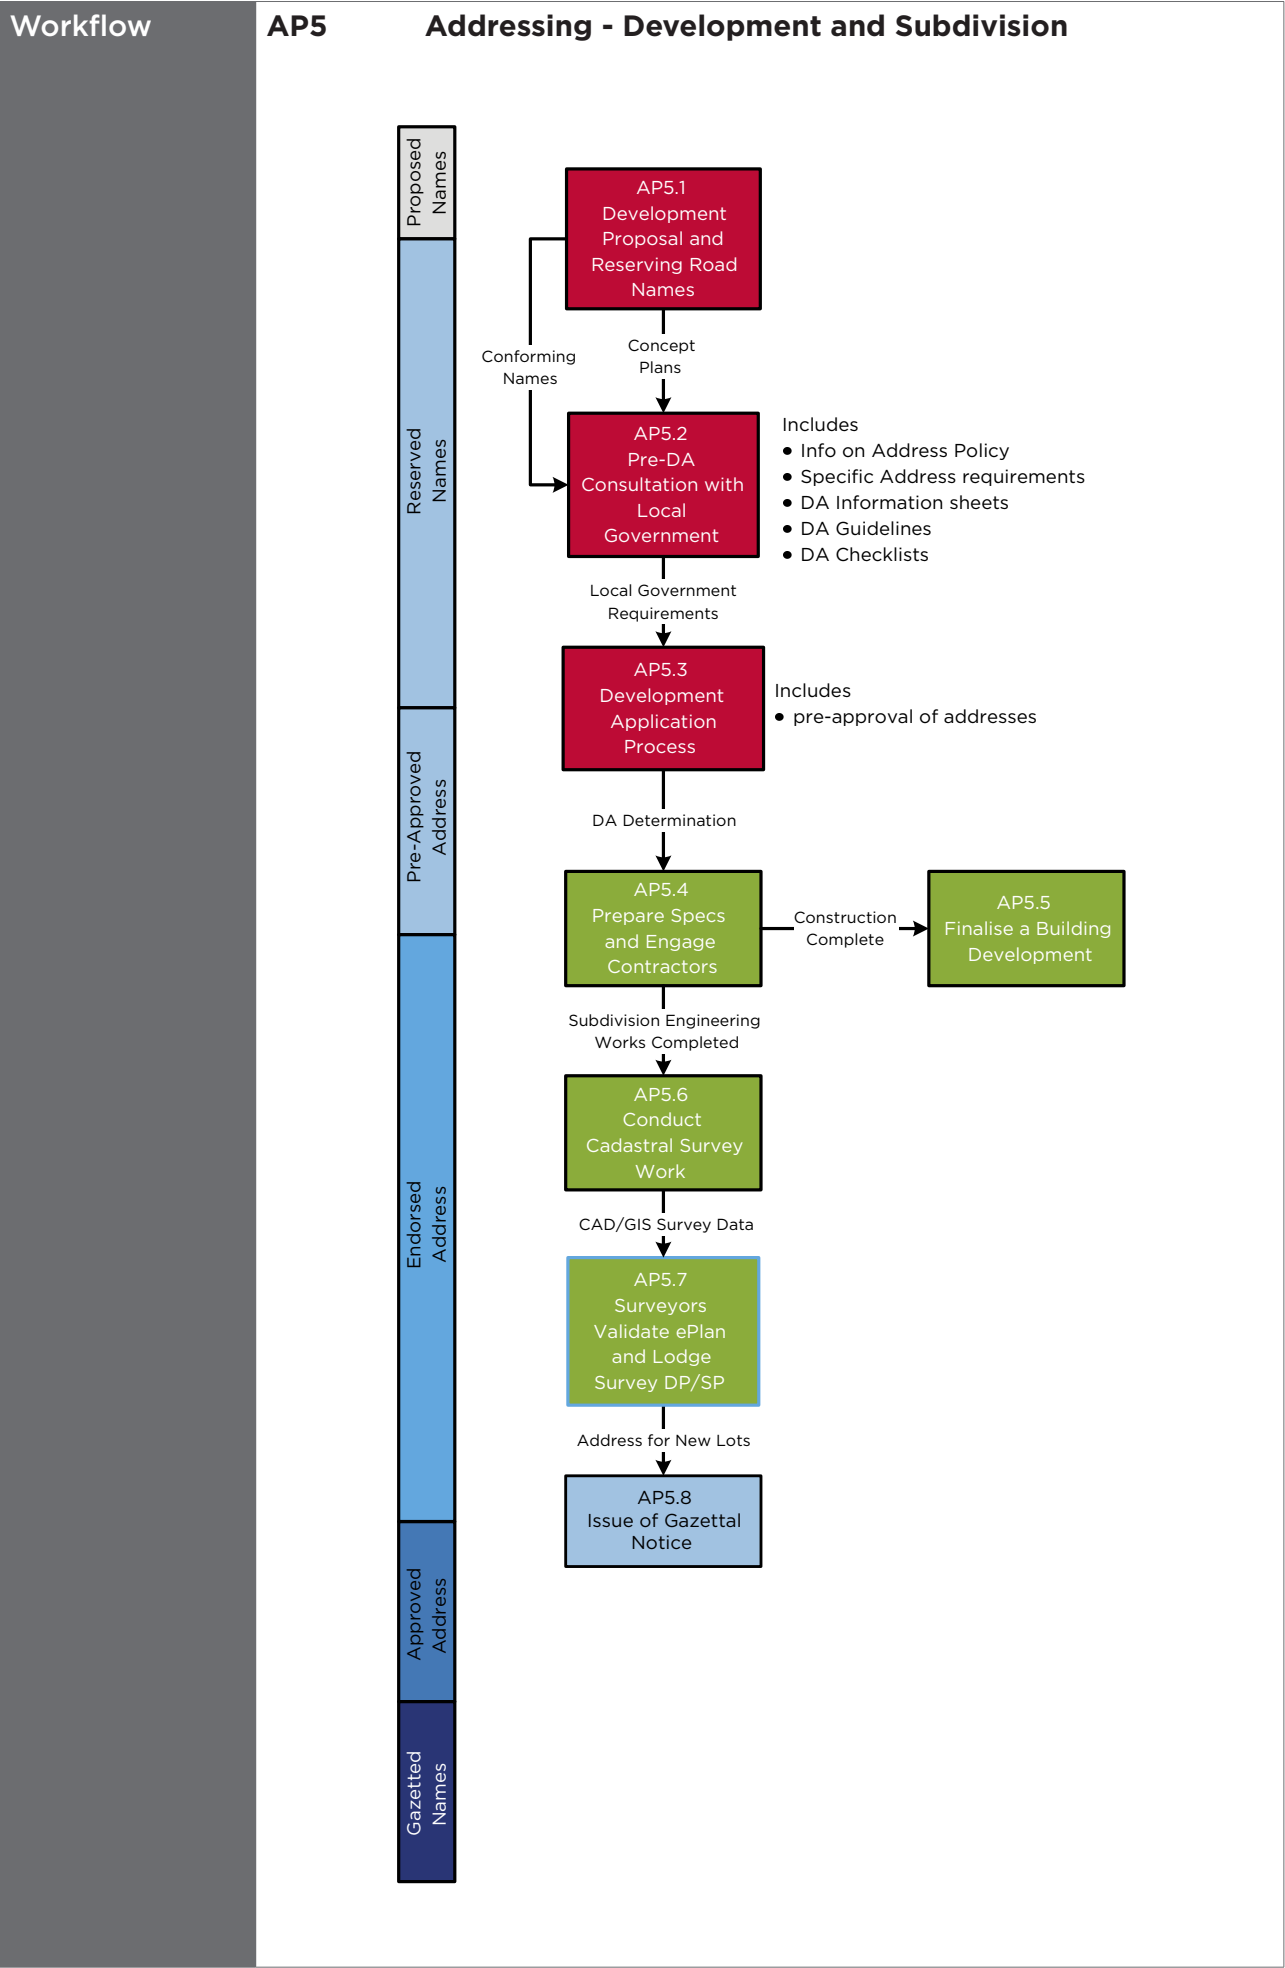 Workflow
AP5 Addressing - Development and Subdivision
Proposed
Names
AP5.1
Development
Proposal and
Reserving Road
Names
Conforming
Names
Concept
Plans
Reserved
Names
AP5.2
Pre-DA
Consultation with
Local
Government
Includes
• Info on Address Policy
• Specific Address requirements
• DA Information sheets
• DA Guidelines
• DA Checklists
Local Government
Requirements
AP5.3
Development
Application
Process
Includes
• pre-approval of addresses
Pre-Approved
Address
DA Determination
AP5.4
Prepare Specs
and Engage
Contractors
Construction
Complete
AP5.5
Finalise a Building
Development
Subdivision Engineering
Works Completed
AP5.6
Conduct
Cadastral Survey
Work
Endorsed
Address
CAD/GIS Survey Data
AP5.7
Surveyors
Validate ePlan
and Lodge
Survey DP/SP
Address for New Lots
AP5.8
Issue of Gazettal
Notice
Approved
Address
Gazetted
Names